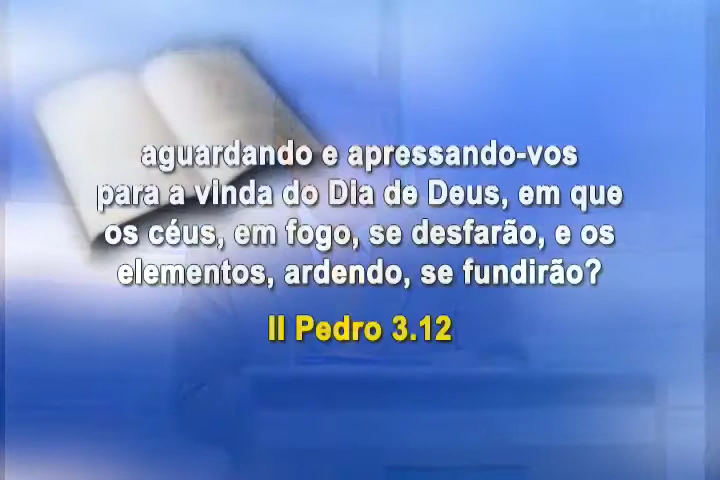 aguardando e apressando-vos
para a vinda do Dia de Deus, em que
os céus, em fogo, se desfarão, e os
elementos, ardendo, se fundirão?
II Pedro 3.12